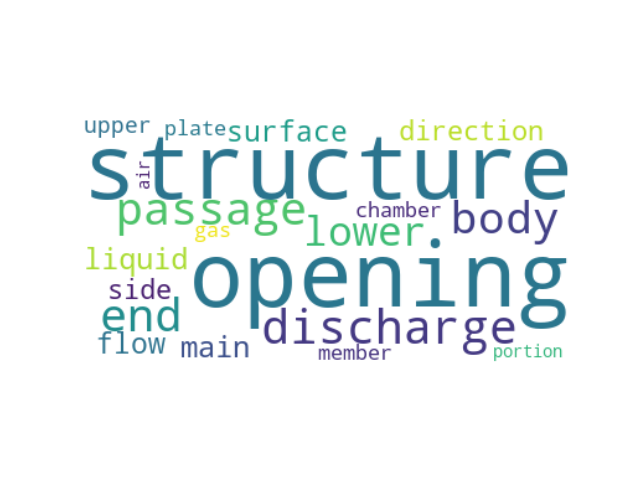 upper plate surface direction
structure
air
passage lower chamber body
gas
liquid opening
side
end discharge
flow main member portion